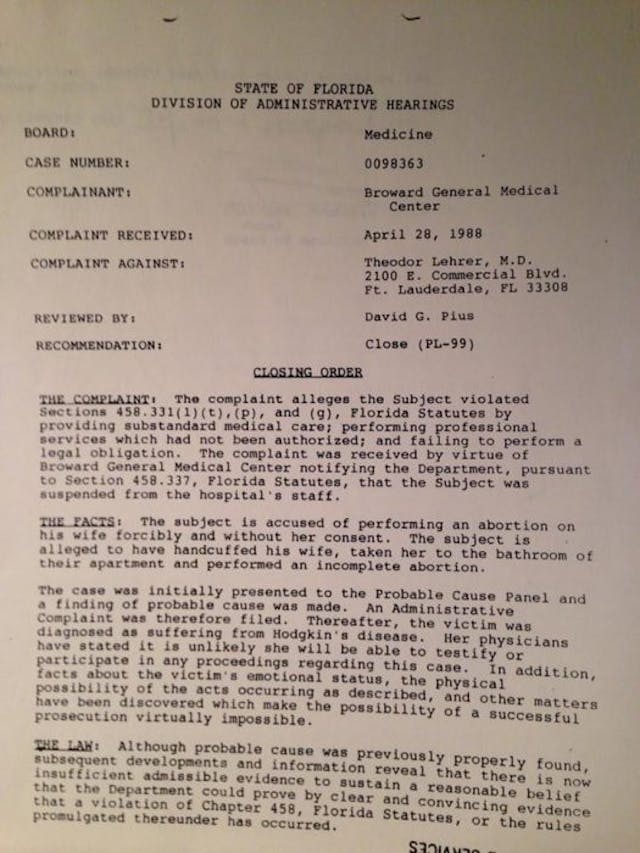 STATE OF FLORIDA
DIVISION OF ADMINISTRATIVE HEARINGS
BOARD: Medicine
CASE NUMBER: 0098363
COMPLAINANT: Broward General Medical
Center
COMPLAINT RECEIVED: April 28, 1988
COMPLAINT AGAINST: Theodor Lehrer, M.D.
2100 E. Commercial Blvd.
Ft. Lauderdale, FL 33308
REVIEWED BY: David G. Pius
RECOMMENDATION: Close (PL-99)
CLOSING ORDER
THE COMPLAINT: The complaint alleges the Subject violated
Sections 458.331(1)(t),(p), and (g), Florida Statutes by
providing substandard medical care; performing professional
services which had not been authorized; and failing to perform a
legal obligation. The complaint was received by virtue of
Broward General Medical Center notifying the Department, pursuant
to Section 458.337, Florida Statutes, that the Subject was
suspended from the hospital's staff.
THE FACTS: The subject is accused of performing an abortion on
his wife forcibly and without her consent. The subject is
alleged to have handcuffed his wife, taken her to the bathroom of
their apartment and performed an incomplete abortion.
The case was initially presented to the Probable Cause Panel and
a finding of probable cause was made. An Administrative
Complaint was therefore filed. Thereafter, the victim was
diagnosed as suffering from Hodgkin's disease. Her physicians
have stated it is unlikely she will be able to testify or
participate in any proceedings regarding this case. In addition,
facts about the victim's emotional status, the physical
possibility of the acts occurring as described, and other matters
have been discovered which make the possibility of a successful
prosecution virtually impossible.
THE LAW: Although probable cause was previously properly found,
subsequent developments and information reveal that there is now
insufficient admissible evidence to sustain a reasonable belief
that the Department could prove by clear and convincing evidence
that a violation of Chapter 458, Florida Statutes, or the rules
promulgated thereunder has occurred.